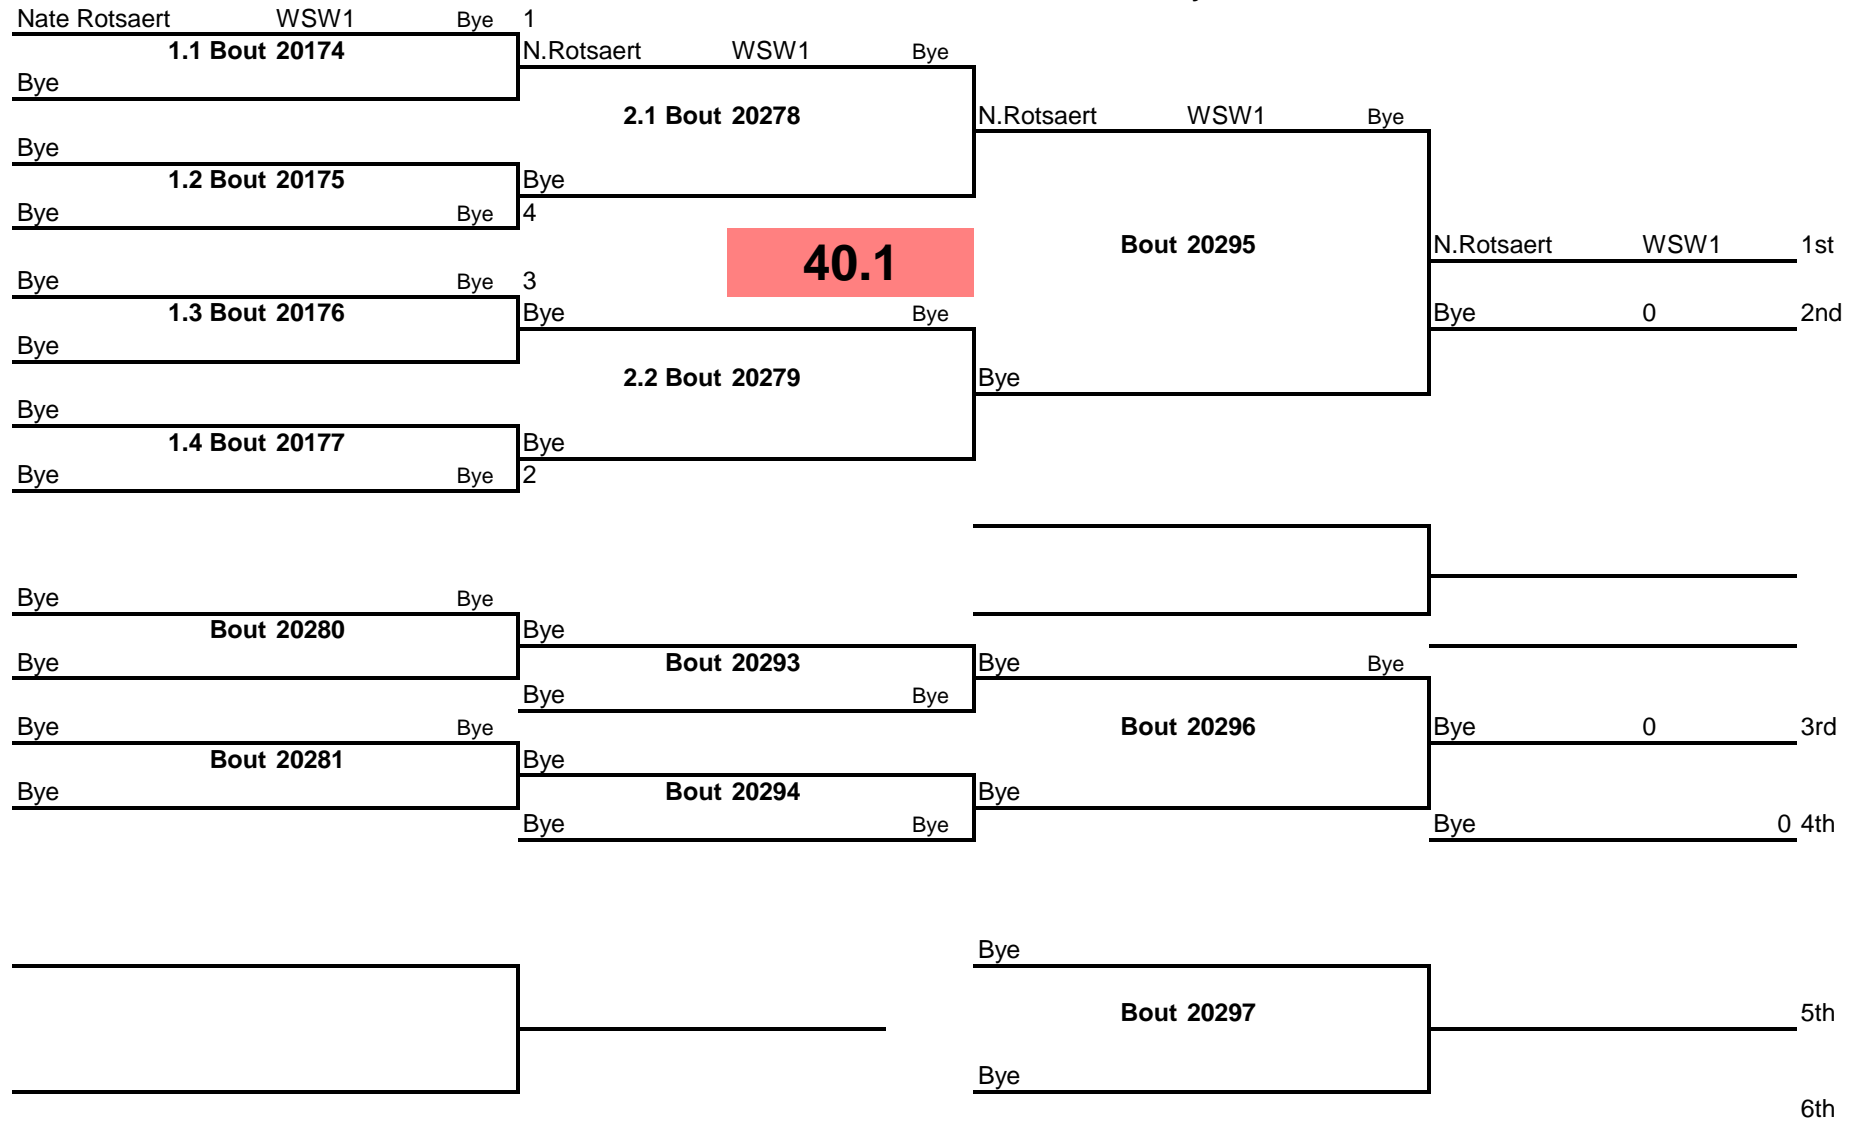 Nate Rotsaert WSW1 Bye 1
1.1 Bout 20174 N.Rotsaert WSW1 Bye
Bye
2.1 Bout 20278 N.Rotsaert WSW1 Bye
Bye
1.2 Bout 20175 Bye
Bye Bye 4
40.1 Bout 20295 N.Rotsaert WSW1 1st
Bye Bye 3
1.3 Bout 20176 Bye Bye Bye 0 2nd
Bye
2.2 Bout 20279 Bye
Bye
1.4 Bout 20177 Bye
Bye Bye 2
Bye Bye
Bout 20280 Bye
Bye Bout 20293 Bye Bye
Bye Bye
Bye Bye Bout 20296 Bye 0 3rd
Bout 20281 Bye
Bye Bout 20294 Bye
Bye Bye Bye 0 4th
Bye
Bout 20297 5th
Bye
6th